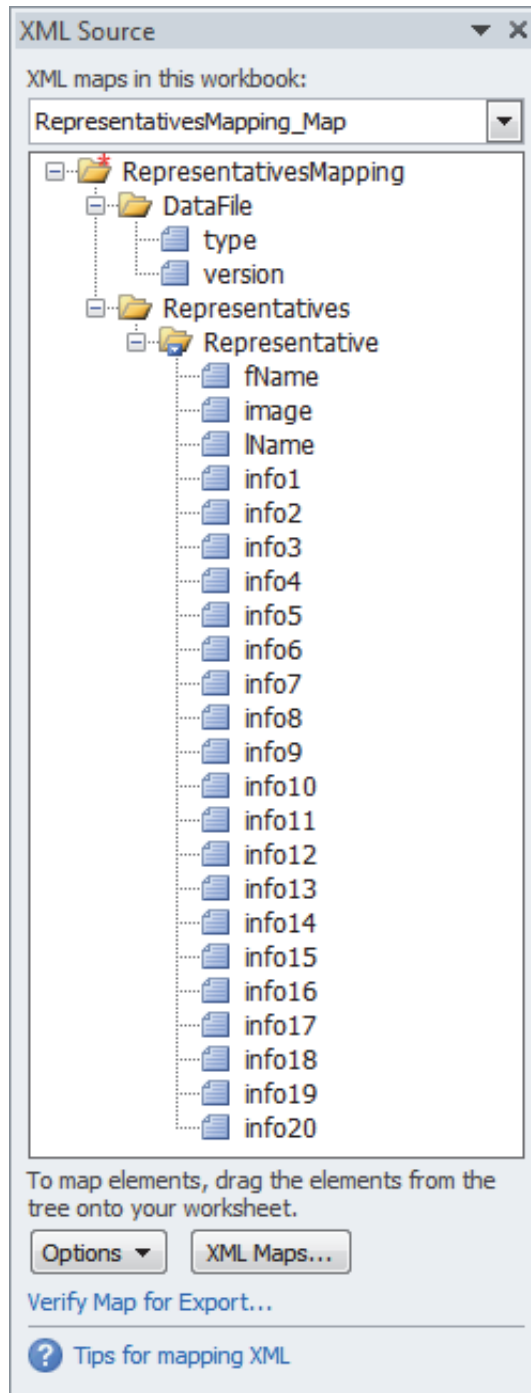 XML Source
XML maps in this workbook:
RepresentativesMapping_Map
RepresentativesMapping
DataFile
type
version
Representatives
Representative
fName
image
lName
info1
info2
info3
info4
info5
info6
info7
info8
info9
info10
info11
info12
info13
info14
info15
info16
info17
info18
info19
info20
To map elements, drag the elements from the
tree onto your worksheet.
Options XML Maps...
Verify Map for Export...
Tips for mapping XML